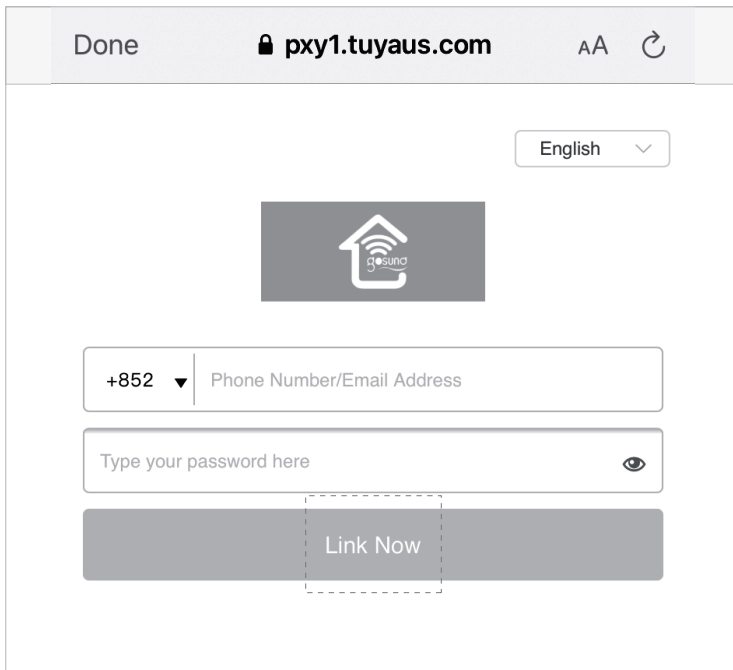 Done pxy1.tuyaus.com AA
English
gosund
+852 Phone Number/Email Address
Type your password here
Link Now